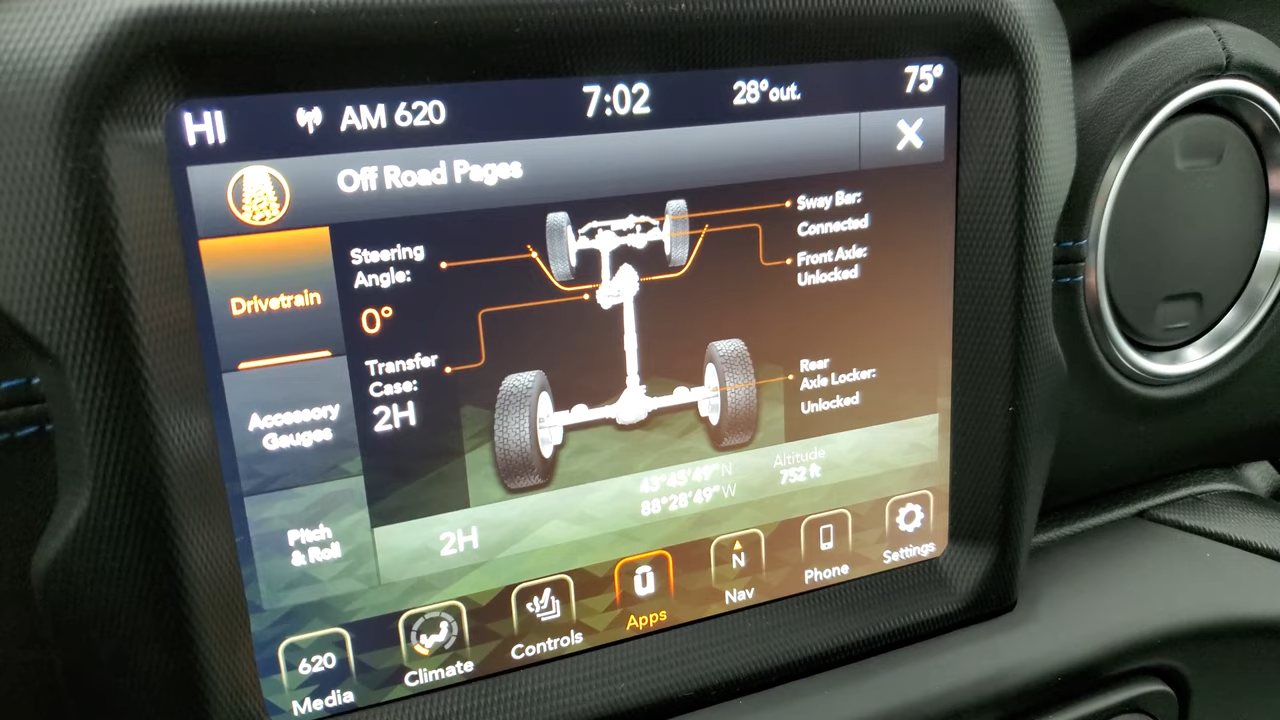 HI
AM 620
7:02
28° out.
75°
Off Road Pages
X
Drivetrain
Accessory
Gauges
Pitch
& Roll
Steering
Angle:
0°
Transfer
Case:
2H
Sway Bar:
Connected
Front Axle:
Unlocked
Rear
Axle Locker:
Unlocked
2H
43°45'49" N
88°28'49" W
Altitude
752 ft
620
Media
Climate
Controls
Apps
N
Nav
Phone
Settings